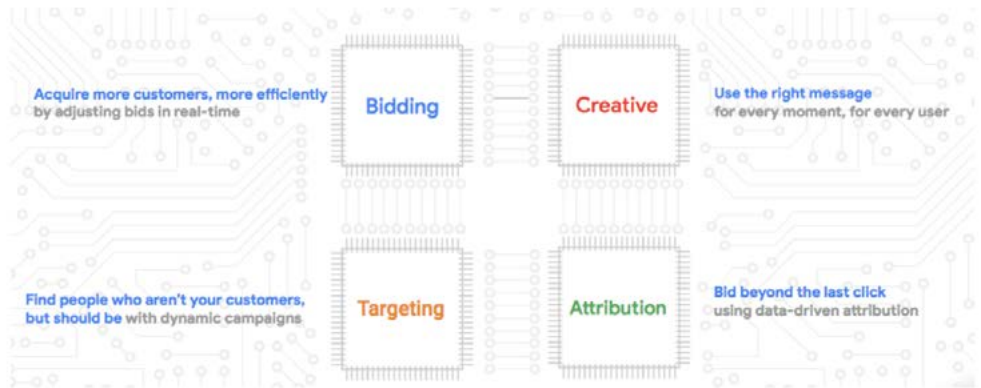 Acquire more customers, more efficiently
by adjusting bids in real-time
Bidding
Creative
Use the right message
for every moment, for every user
Find people who aren't your customers,
but should be with dynamic campaigns
Targeting
Attribution
Bid beyond the last click
using data-driven attribution